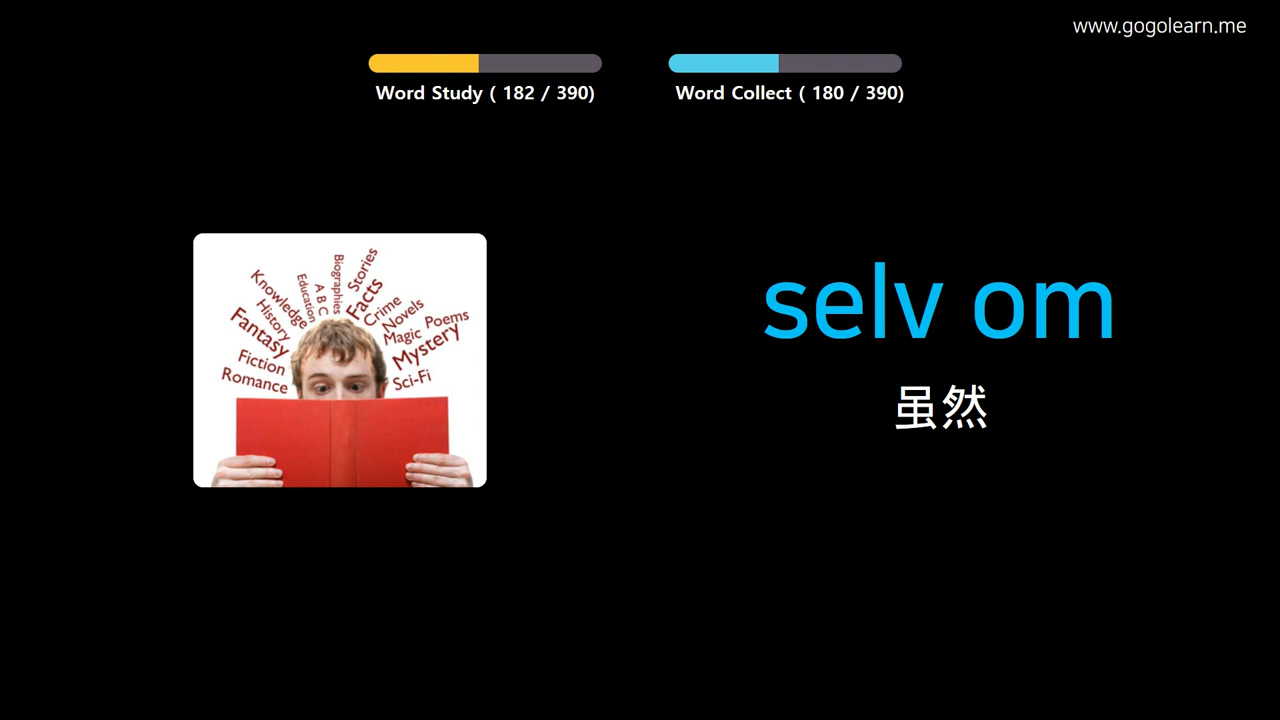 www.gogolearn.me
Word Study ( 182 / 390)
Word Collect ( 180 / 390)
Stories
Biographies
Facts
A B C
Education
Knowledge
Crime
History
Novels
Fantasy
Poems
Magic
Mystery
Fiction
Romance
Sci-Fi
selv om
虽然